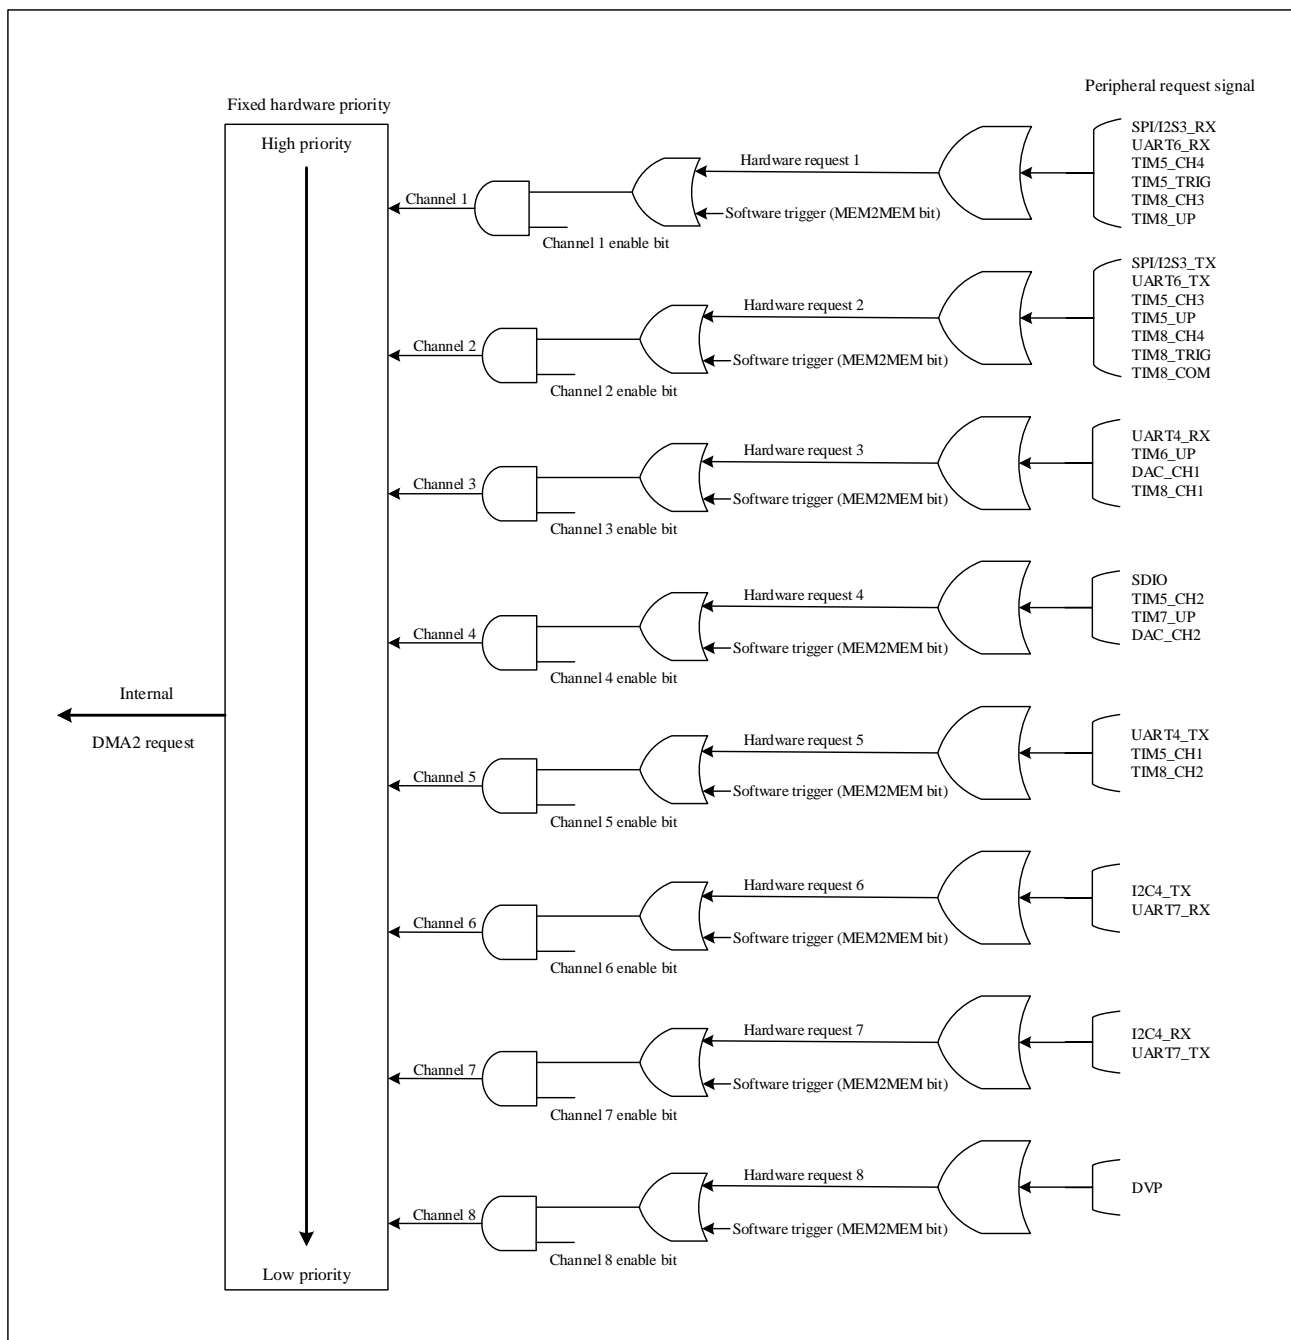 Peripheral request signal
Fixed hardware priority
High priority
SPI/I2S3_RX
UART6_RX
TIM5_CH4
TIM5_TRIG
TIM8_CH3
TIM8_UP
Hardware request 1
Channel 1
Software trigger (MEM2MEM bit)
Channel 1 enable bit
SPI/I2S3_TX
UART6_TX
TIM5_CH3
TIM5_UP
TIM8_CH4
TIM8_TRIG
TIM8_COM
Hardware request 2
Channel 2
Software trigger (MEM2MEM bit)
Channel 2 enable bit
UART4_RX
TIM6_UP
DAC_CH1
TIM8_CH1
Hardware request 3
Channel 3
Software trigger (MEM2MEM bit)
Channel 3 enable bit
SDIO
TIM5_CH2
TIM7_UP
DAC_CH2
Hardware request 4
Channel 4
Software trigger (MEM2MEM bit)
Channel 4 enable bit
Internal
DMA2 request
UART4_TX
TIM5_CH1
TIM8_CH2
Hardware request 5
Channel 5
Software trigger (MEM2MEM bit)
Channel 5 enable bit
I2C4_TX
UART7_RX
Hardware request 6
Channel 6
Software trigger (MEM2MEM bit)
Channel 6 enable bit
I2C4_RX
UART7_TX
Hardware request 7
Channel 7
Software trigger (MEM2MEM bit)
Channel 7 enable bit
DVP
Hardware request 8
Channel 8
Software trigger (MEM2MEM bit)
Channel 8 enable bit
Low priority